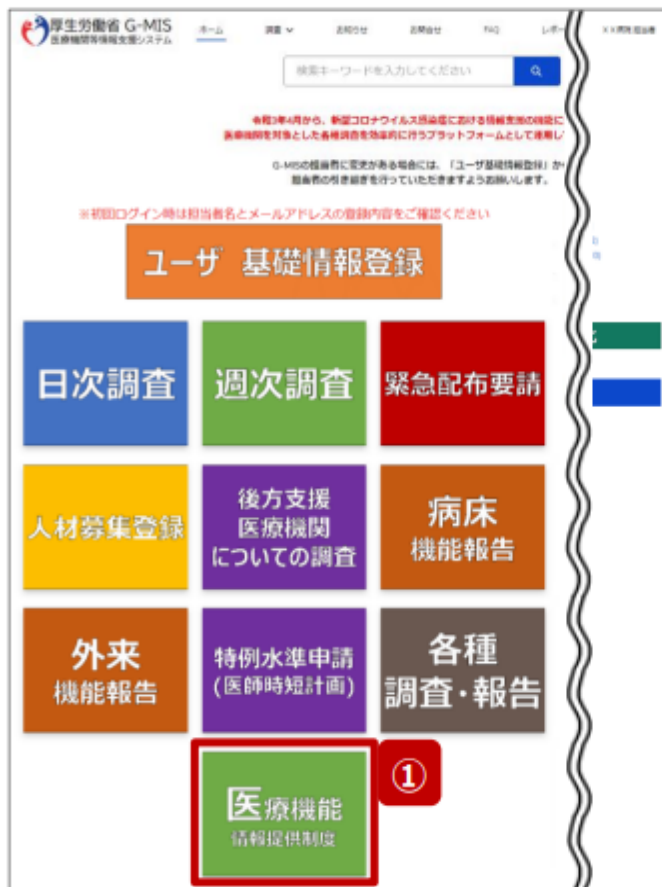 厚生労働省 G-MIS
医療機関等情報支援システム
ホーム
調査
お知らせ
お問合せ
FAQ
レポー
××病院 担当者
検索キーワードを入力してください
令和3年4月から、新型コロナウイルス感染症における情報支援の機能に
医療機関を対象とした各種調査を効率的に行うプラットフォームとして運用し
G-MISの担当者に変更がある場合には、「ユーザ基礎情報登録」か
担当者の引き継ぎを行っていただきますようお願いします。
※初回ログイン時は担当者名とメールアドレスの登録内容をご確認ください
ユーザ 基礎情報登録
日次調査
週次調査
緊急配布要請
人材募集登録
後方支援
医療機関
についての調査
病床
機能報告
外来
機能報告
特例水準申請
(医師時短計画)
各種
調査・報告
①
医療機能
情報提供制度